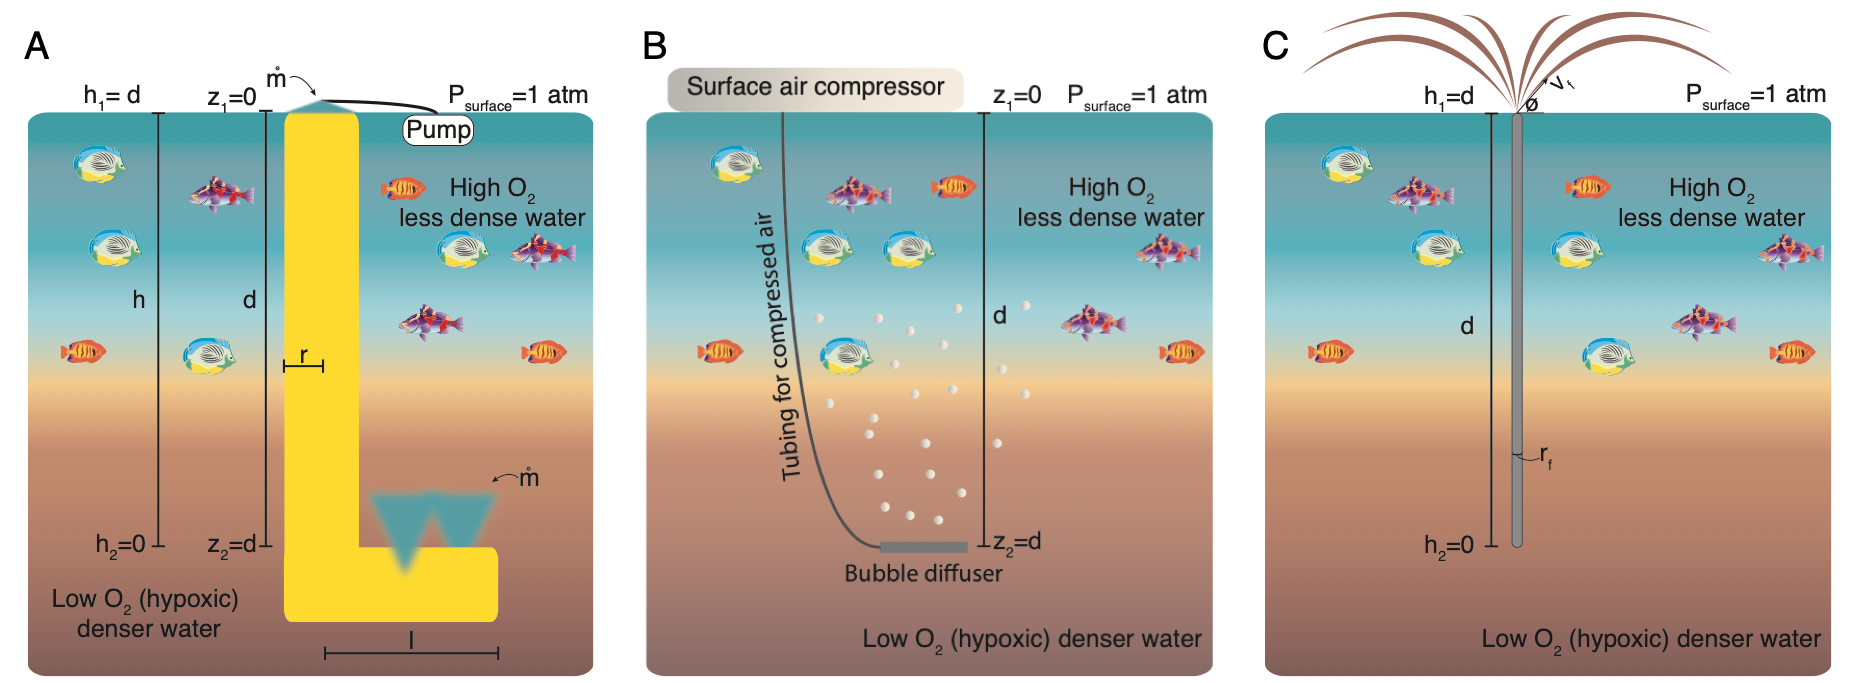 A
h1= d
z1=0
m̊
Psurface=1 atm
Pump
High O2
less dense water
h
d
r
h2=0
z2=d
m̊
Low O2 (hypoxic)
denser water
l
B
Surface air compressor
z1=0
Psurface=1 atm
High O2
less dense water
Tubing for compressed air
d
z2=d
Bubble diffuser
Low O2 (hypoxic) denser water
C
h1=d
Vf
ø
Psurface=1 atm
High O2
less dense water
d
rf
h2=0
Low O2 (hypoxic) denser water